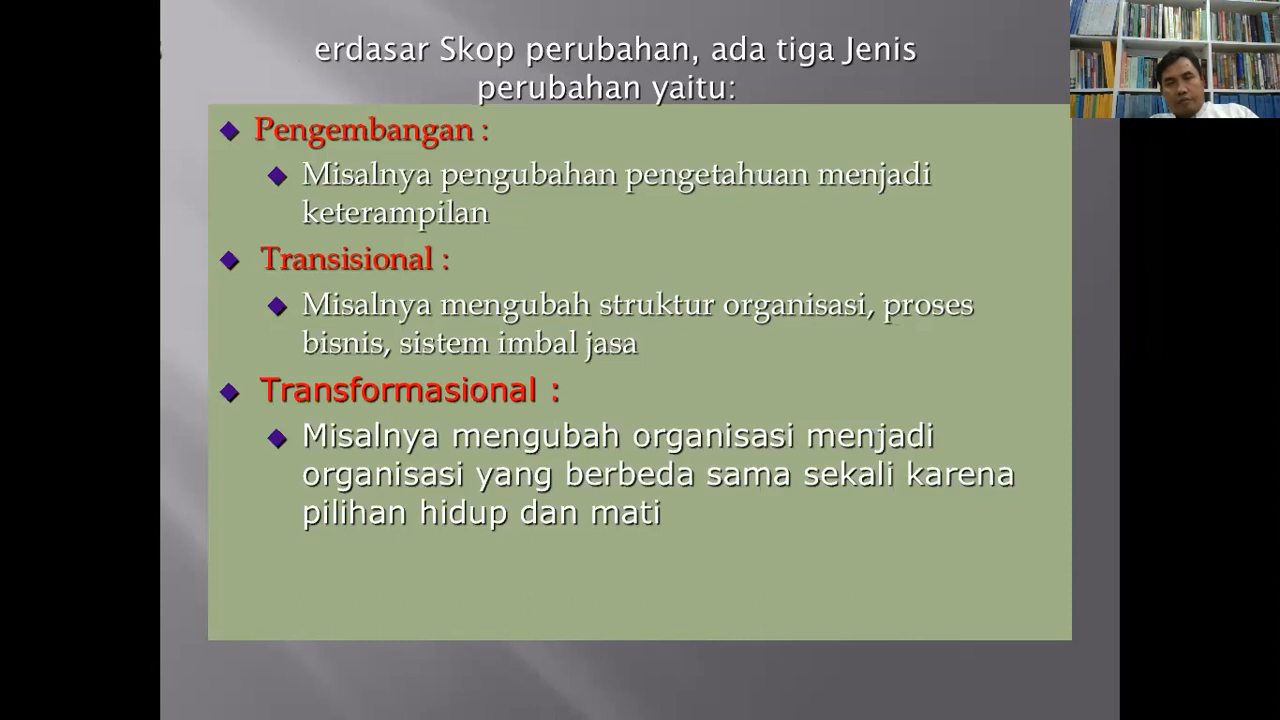 erdasar Skop perubahan, ada tiga Jenis
perubahan yaitu:
Pengembangan :
Misalnya pengubahan pengetahuan menjadi
keterampilan
Transisional :
Misalnya mengubah struktur organisasi, proses
bisnis, sistem imbal jasa
Transformasional :
Misalnya mengubah organisasi menjadi
organisasi yang berbeda sama sekali karena
pilihan hidup dan mati